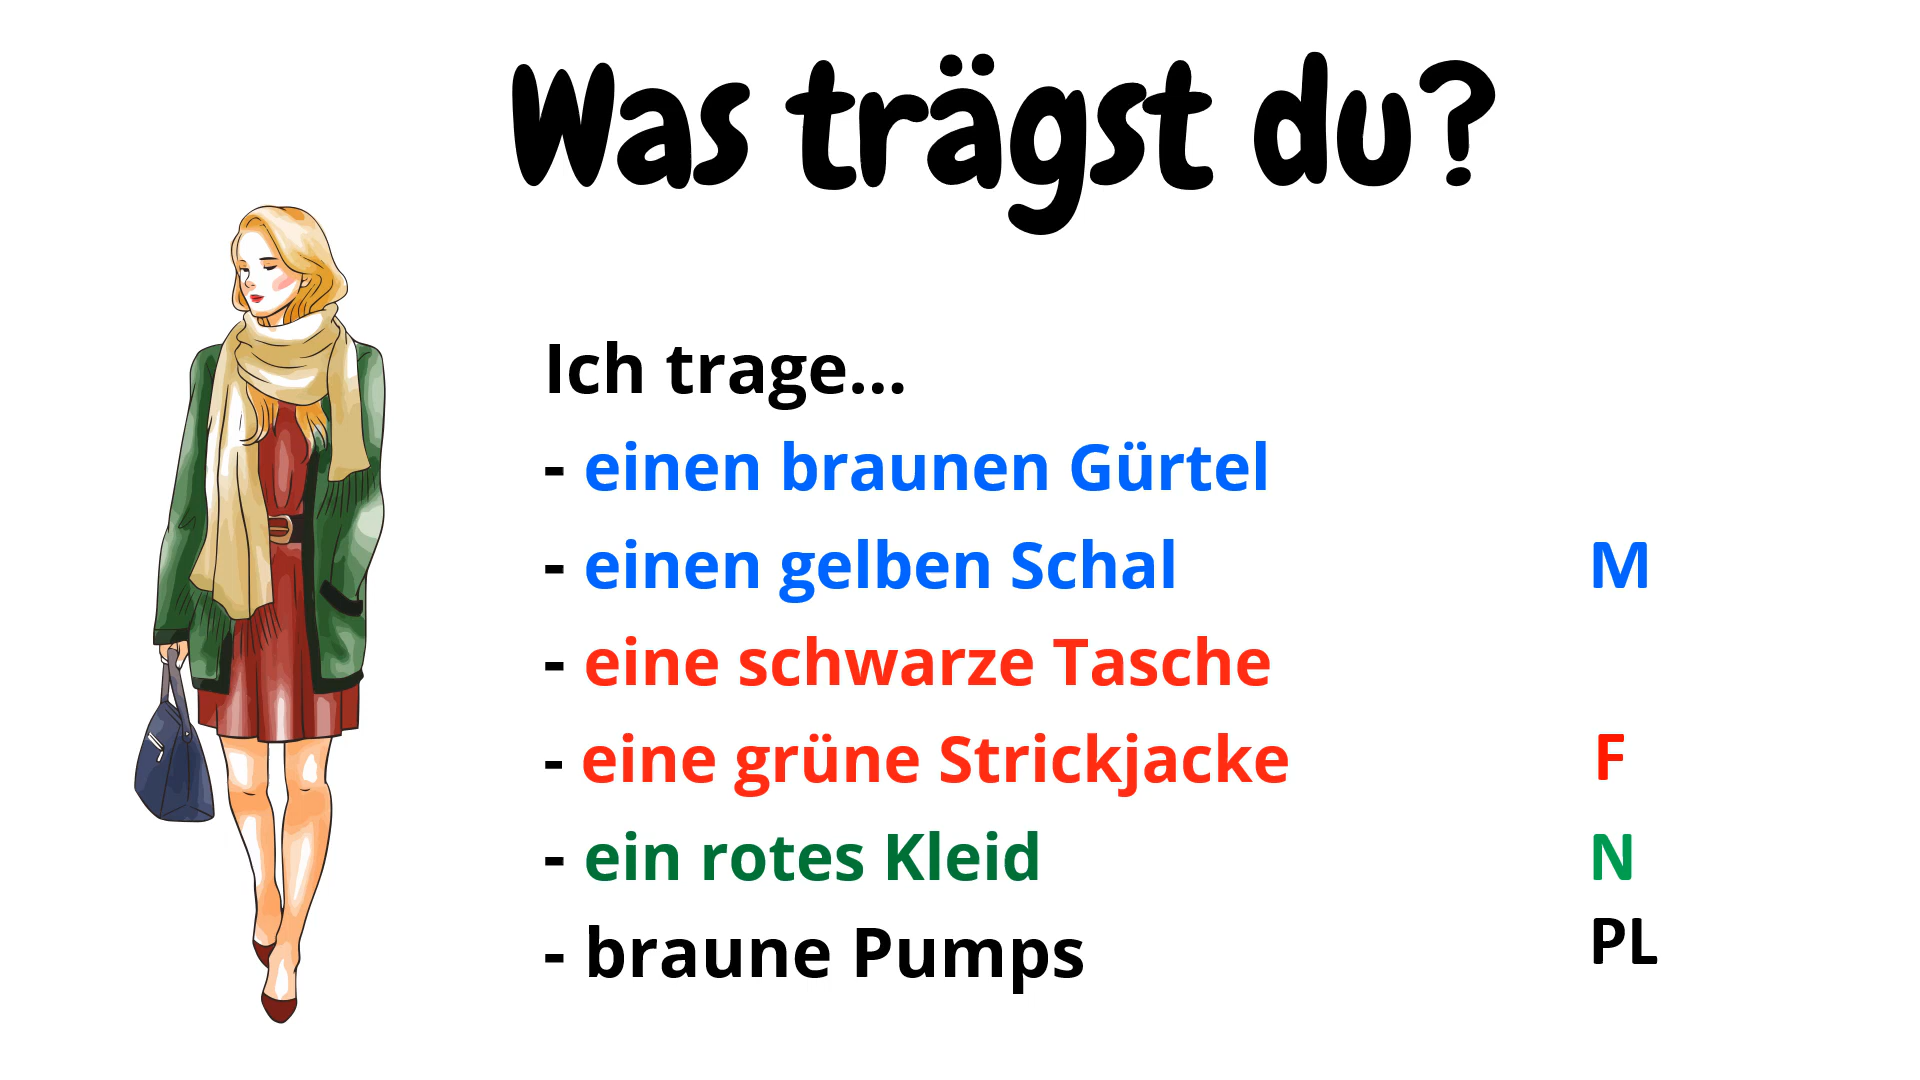 Was trägst du?
Ich trage...
- einen braunen Gürtel
- einen gelben Schal
M
- eine schwarze Tasche
- eine grüne Strickjacke
F
- ein rotes Kleid
N
- braune Pumps
PL